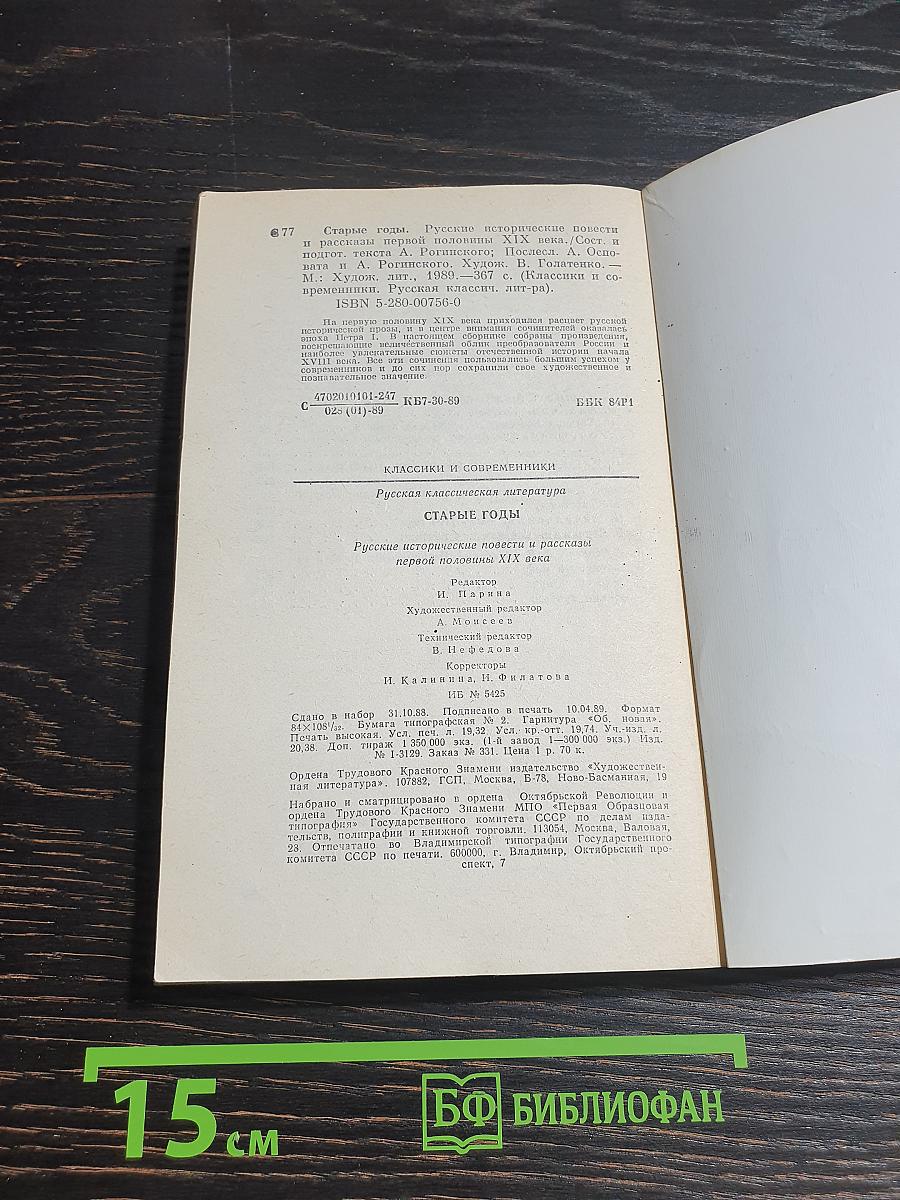 С77 Старые годы. Русские исторические повести
и рассказы первой половины XIX века./Сост. и
подгот. текста А. Рогинского; Послесл. А. Оспо-
вата и А. Рогинского. Худож. В. Голатенко. —
М.: Худож. лит., 1989.—367 с. (Классики и со-
временники. Русская классич. лит-ра).
ISBN 5-280-00756-0
На первую половину XIX века приходился расцвет русской
исторической прозы, и в центре внимания сочинителей оказалась
эпоха Петра I. В настоящем сборнике собраны произведения,
воскрешающие величественный облик преобразователя России и
наиболее увлекательные сюжеты отечественной истории начала
XVIII века. Все эти сочинения пользовались большим успехом у
современников и до сих пор сохранили свое художественное и
познавательное значение.
4702010101-247
С КБ7-30-89 ББК 84Р1
028(01)-89
КЛАССИКИ И СОВРЕМЕННИКИ
Русская классическая литература
СТАРЫЕ ГОДЫ
Русские исторические повести и рассказы
первой половины XIX века
Редактор
И. Парина
Художественный редактор
А. Моисеев
Технический редактор
В. Нефедова
Корректоры
И. Калинина, И. Филатова
ИБ № 5425
Сдано в набор 31.10.88. Подписано в печать 10.04.89. Формат
84×108¹/₃₂. Бумага типографская № 2. Гарнитура «Об. новая».
Печать высокая. Усл. печ. л. 19,32. Усл. кр.-отт. 19,74. Уч.-изд. л.
20,38. Доп. тираж 1 350 000 экз. (1-й завод 1—300 000 экз.) Изд.
№ I-3129. Заказ № 331. Цена 1 р. 70 к.
Ордена Трудового Красного Знамени издательство «Художествен-
ная литература». 107882, ГСП, Москва, Б-78, Ново-Басманная, 19
Набрано и сматрицировано в ордена Октябрьской Революции и
ордена Трудового Красного Знамени МПО «Первая Образцовая
типография» Государственного комитета СССР по делам изда-
тельств, полиграфии и книжной торговли. 113054, Москва, Валовая,
28. Отпечатано во Владимирской типографии Государственного
комитета СССР по печати. 600000, г. Владимир, Октябрьский про-
спект, 7
15 см
БФ БИБЛИОФАН